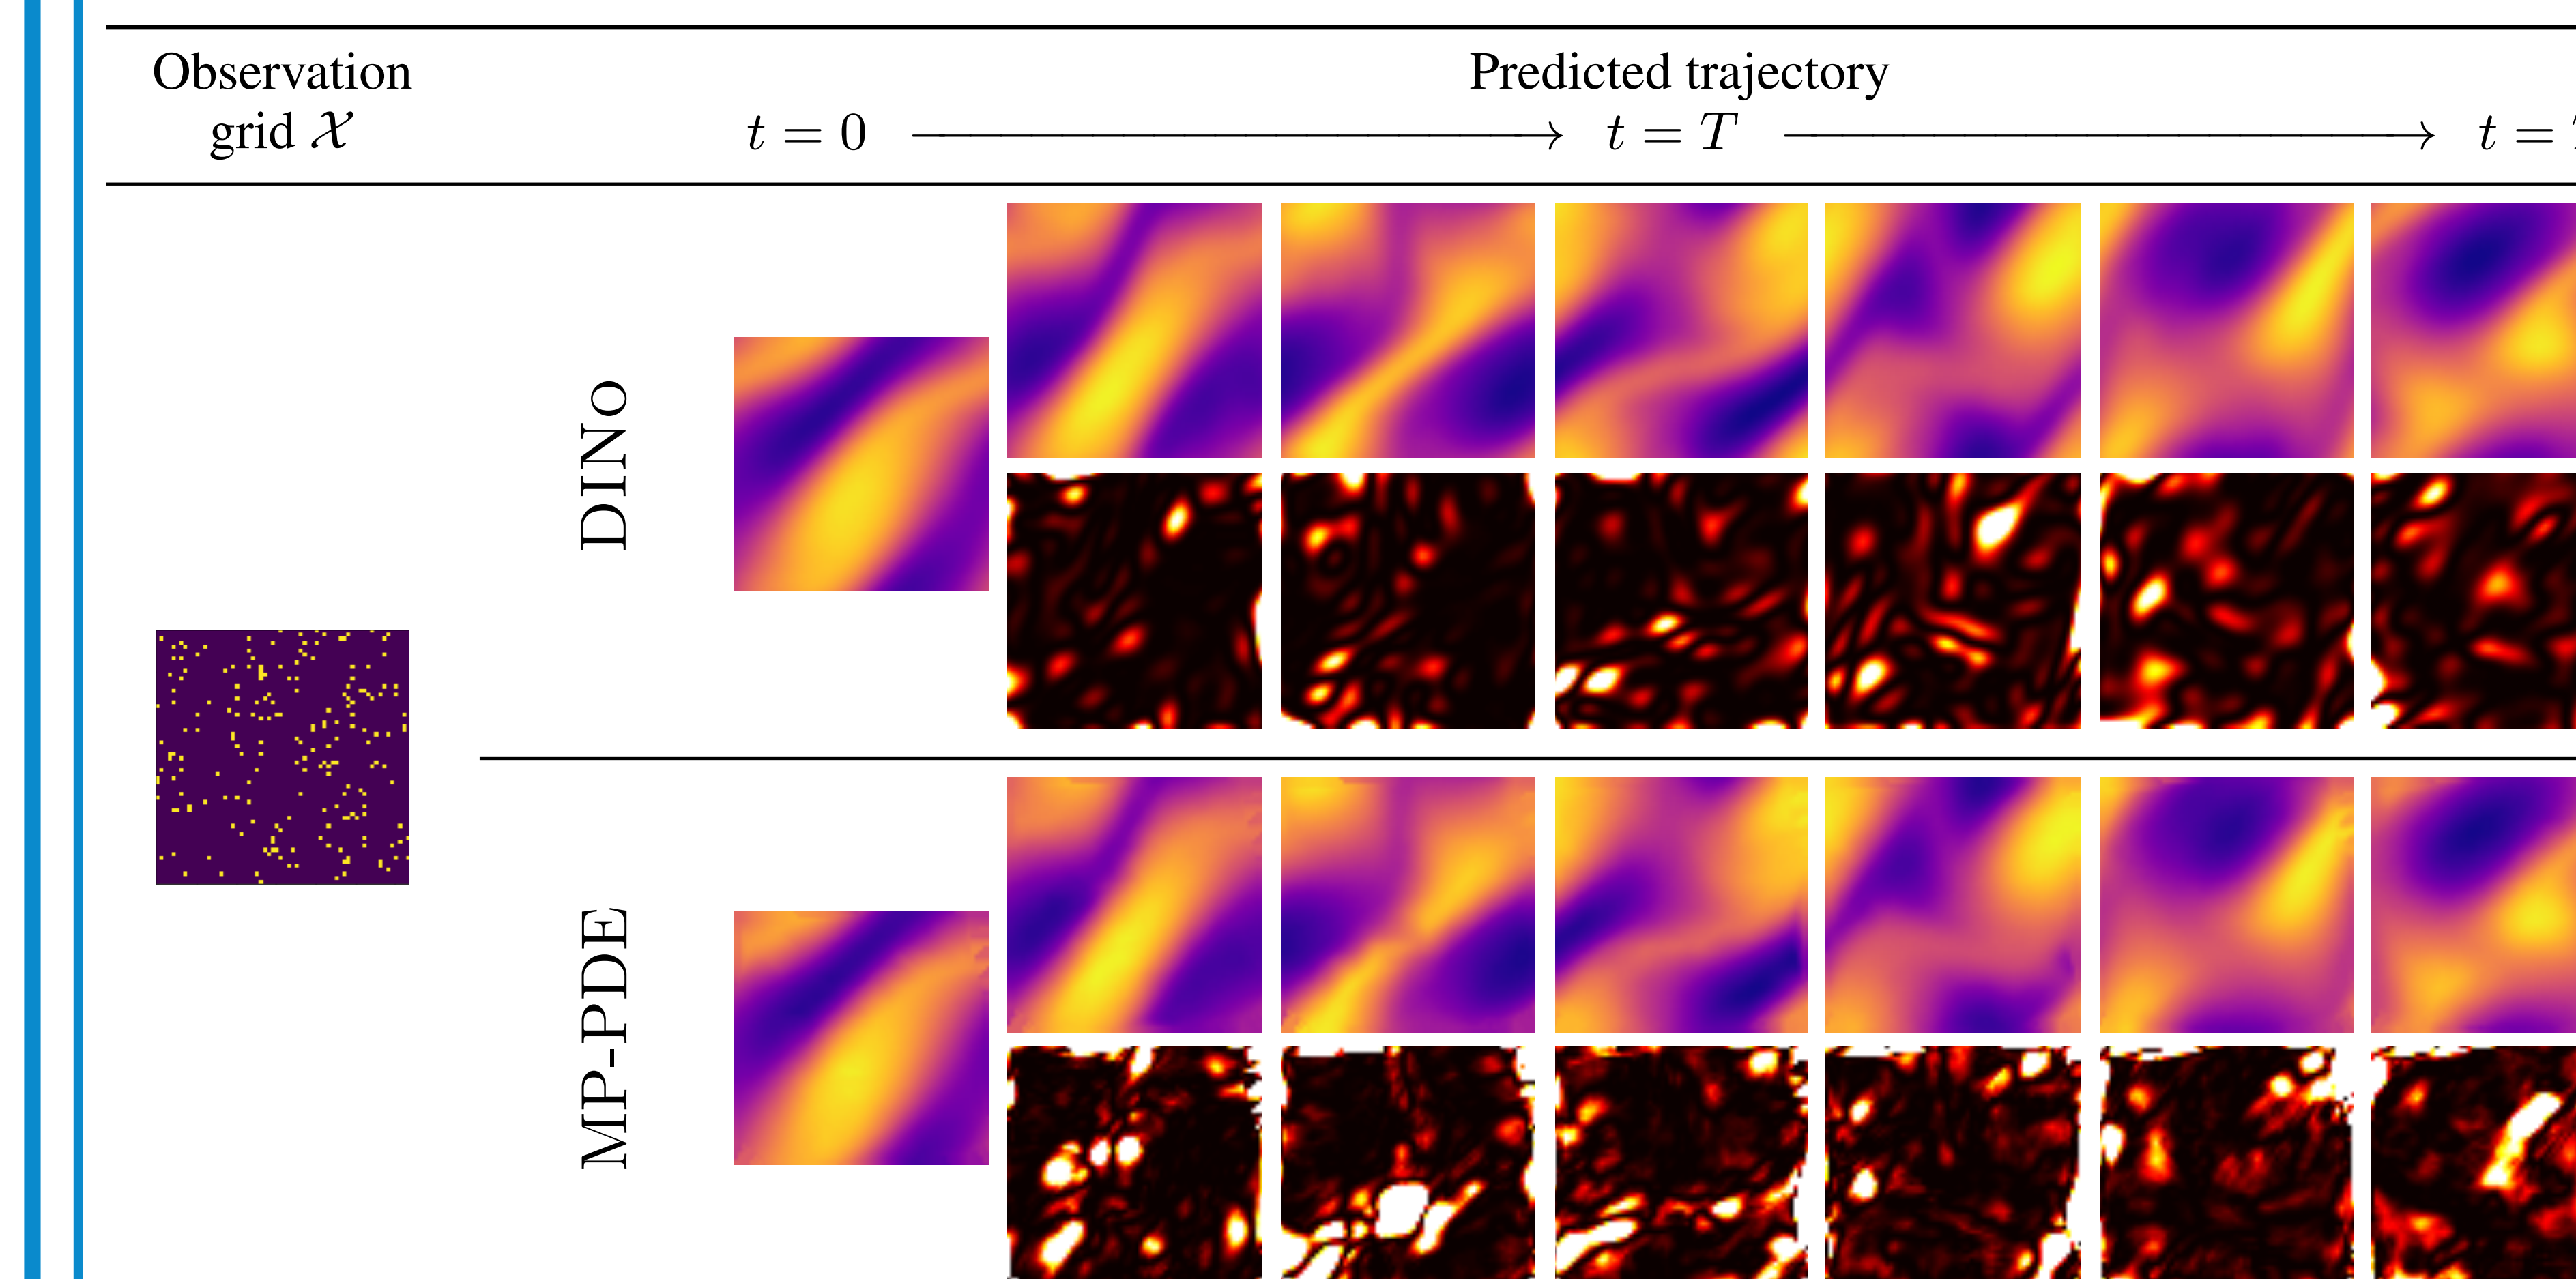 Observation
grid 𝒳
Predicted trajectory
t = 0 ⟶ t = T ⟶ t =
DINo
MP-PDE